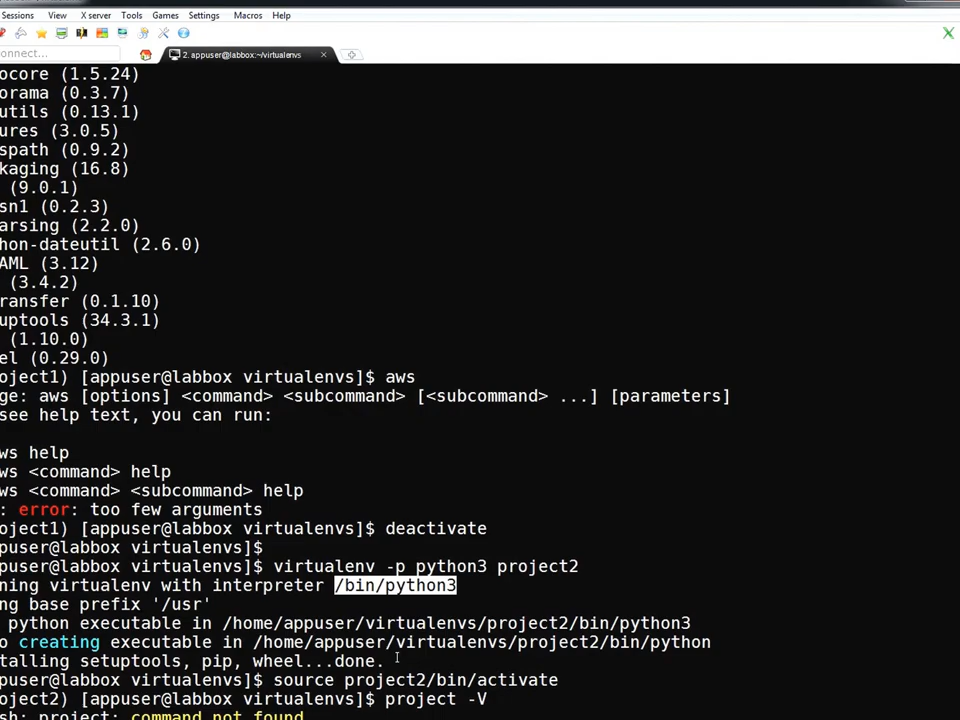 Sessions View X server Tools Games Settings Macros Help
onnect... 2. appuser@labbox:~/virtualenvs
ocore (1.5.24)
orama (0.3.7)
utils (0.13.1)
ures (3.0.5)
spath (0.9.2)
kaging (16.8)
(9.0.1)
sn1 (0.2.3)
arsing (2.2.0)
hon-dateutil (2.6.0)
AML (3.12)
(3.4.2)
ransfer (0.1.10)
uptools (34.3.1)
(1.10.0)
el (0.29.0)
oject1) [appuser@labbox virtualenvs]$ aws
ge: aws [options] <command> <subcommand> [<subcommand> ...] [parameters]
see help text, you can run:
ws help
ws <command> help
ws <command> <subcommand> help
: error: too few arguments
oject1) [appuser@labbox virtualenvs]$ deactivate
puser@labbox virtualenvs]$
puser@labbox virtualenvs]$ virtualenv -p python3 project2
ning virtualenv with interpreter /bin/python3
ng base prefix '/usr'
python executable in /home/appuser/virtualenvs/project2/bin/python3
o creating executable in /home/appuser/virtualenvs/project2/bin/python
talling setuptools, pip, wheel...done.
puser@labbox virtualenvs]$ source project2/bin/activate
oject2) [appuser@labbox virtualenvs]$ project -V
sh: project: command not found